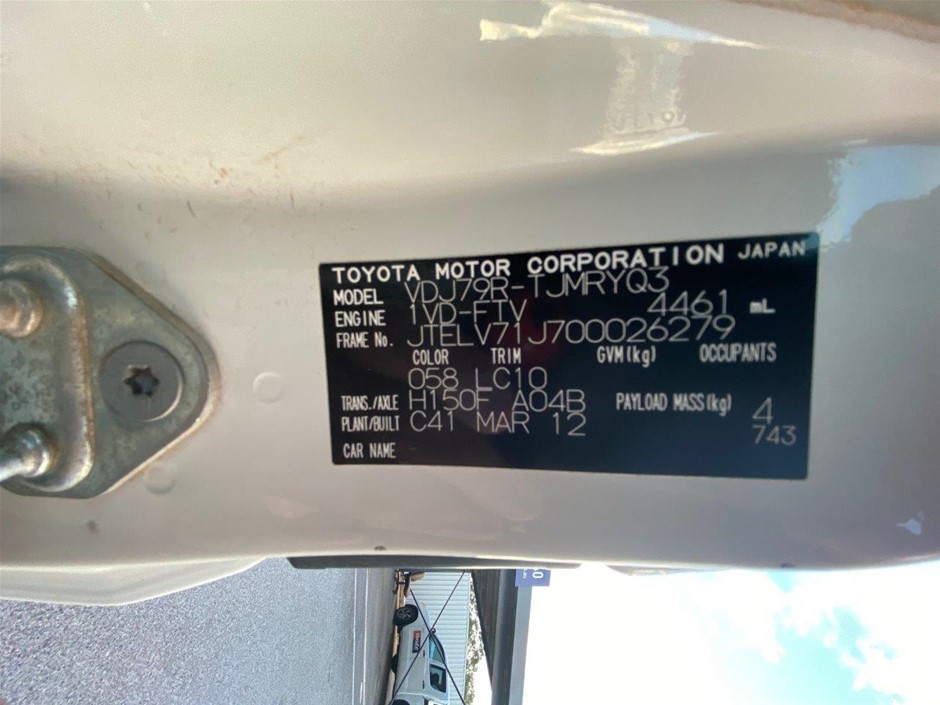 TOYOTA MOTOR CORPORATION JAPAN
MODEL VDJ79R-TJMRYQ3
ENGINE 1VD-FTV 4461 mL
FRAME No. JTELV71J700026279
COLOR TRIM GVM(kg) OCCUPANTS
058 LC10
TRANS./AXLE H150F A04B PAYLOAD MASS(kg) 4
PLANT/BUILT C41 MAR 12 743
CAR NAME